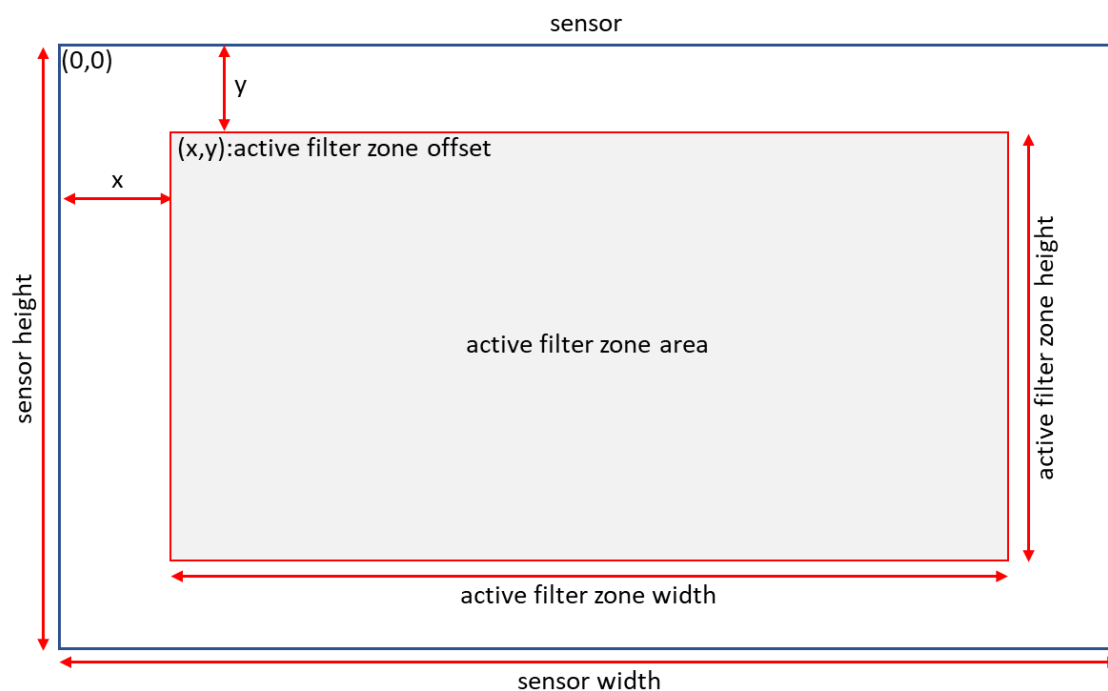 sensor
(0,0)
y
(x,y):active filter zone offset
x
sensor height
active filter zone height
active filter zone area
active filter zone width
sensor width